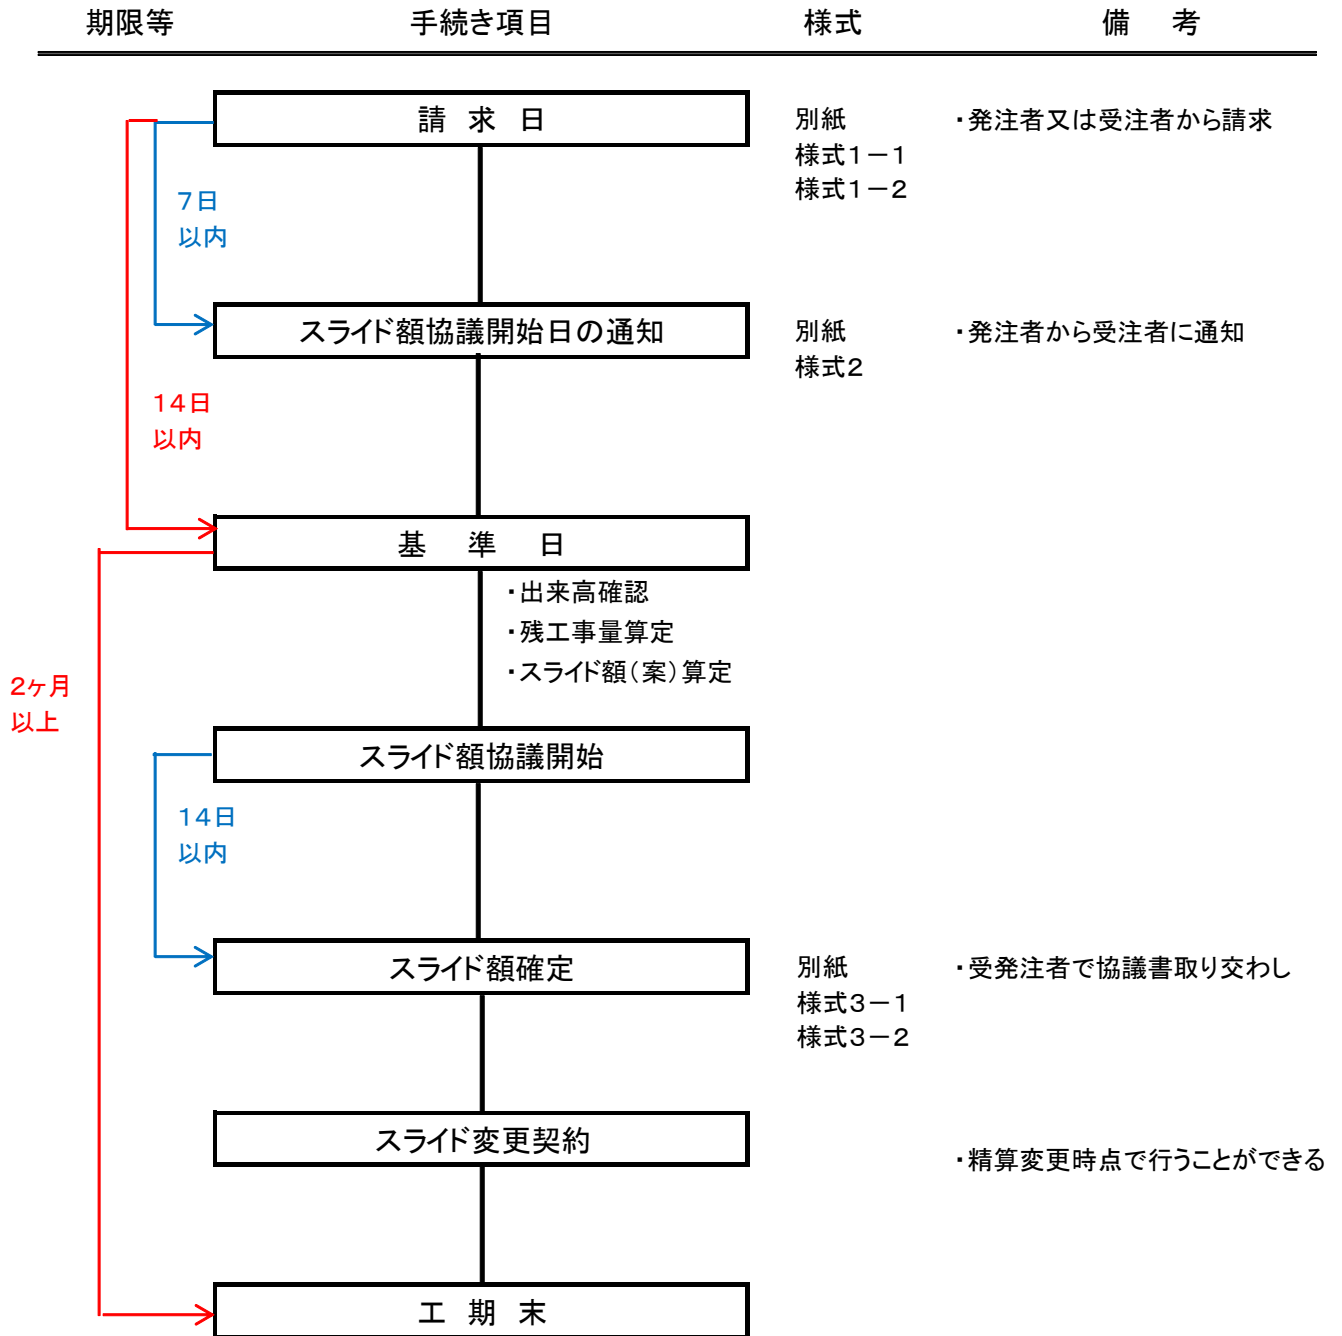 期限等 手続き項目 様式 備 考
請 求 日 別紙 ・発注者又は受注者から請求
様式1－1
様式1－2
7日
以内
スライド額協議開始日の通知 別紙 ・発注者から受注者に通知
様式2
14日
以内
基 準 日
・出来高確認
・残工事量算定
・スライド額（案）算定
2ヶ月
以上
スライド額協議開始
14日
以内
スライド額確定 別紙 ・受発注者で協議書取り交わし
様式3－1
様式3－2
スライド変更契約
・精算変更時点で行うことができる
工 期 末